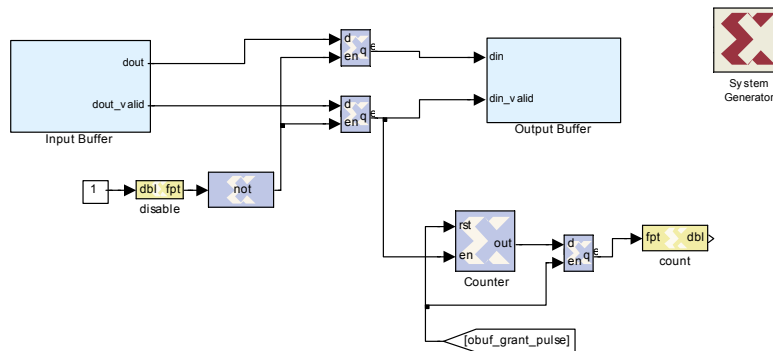 dout
dout_valid
Input Buffer
d
en
q
e
d
en
q
e
din
din_valid
Output Buffer
System
Generator
1
dbl fpt
disable
not
rst
en
out
Counter
d
en
q
e
fpt dbl
count
[obuf_grant_pulse]